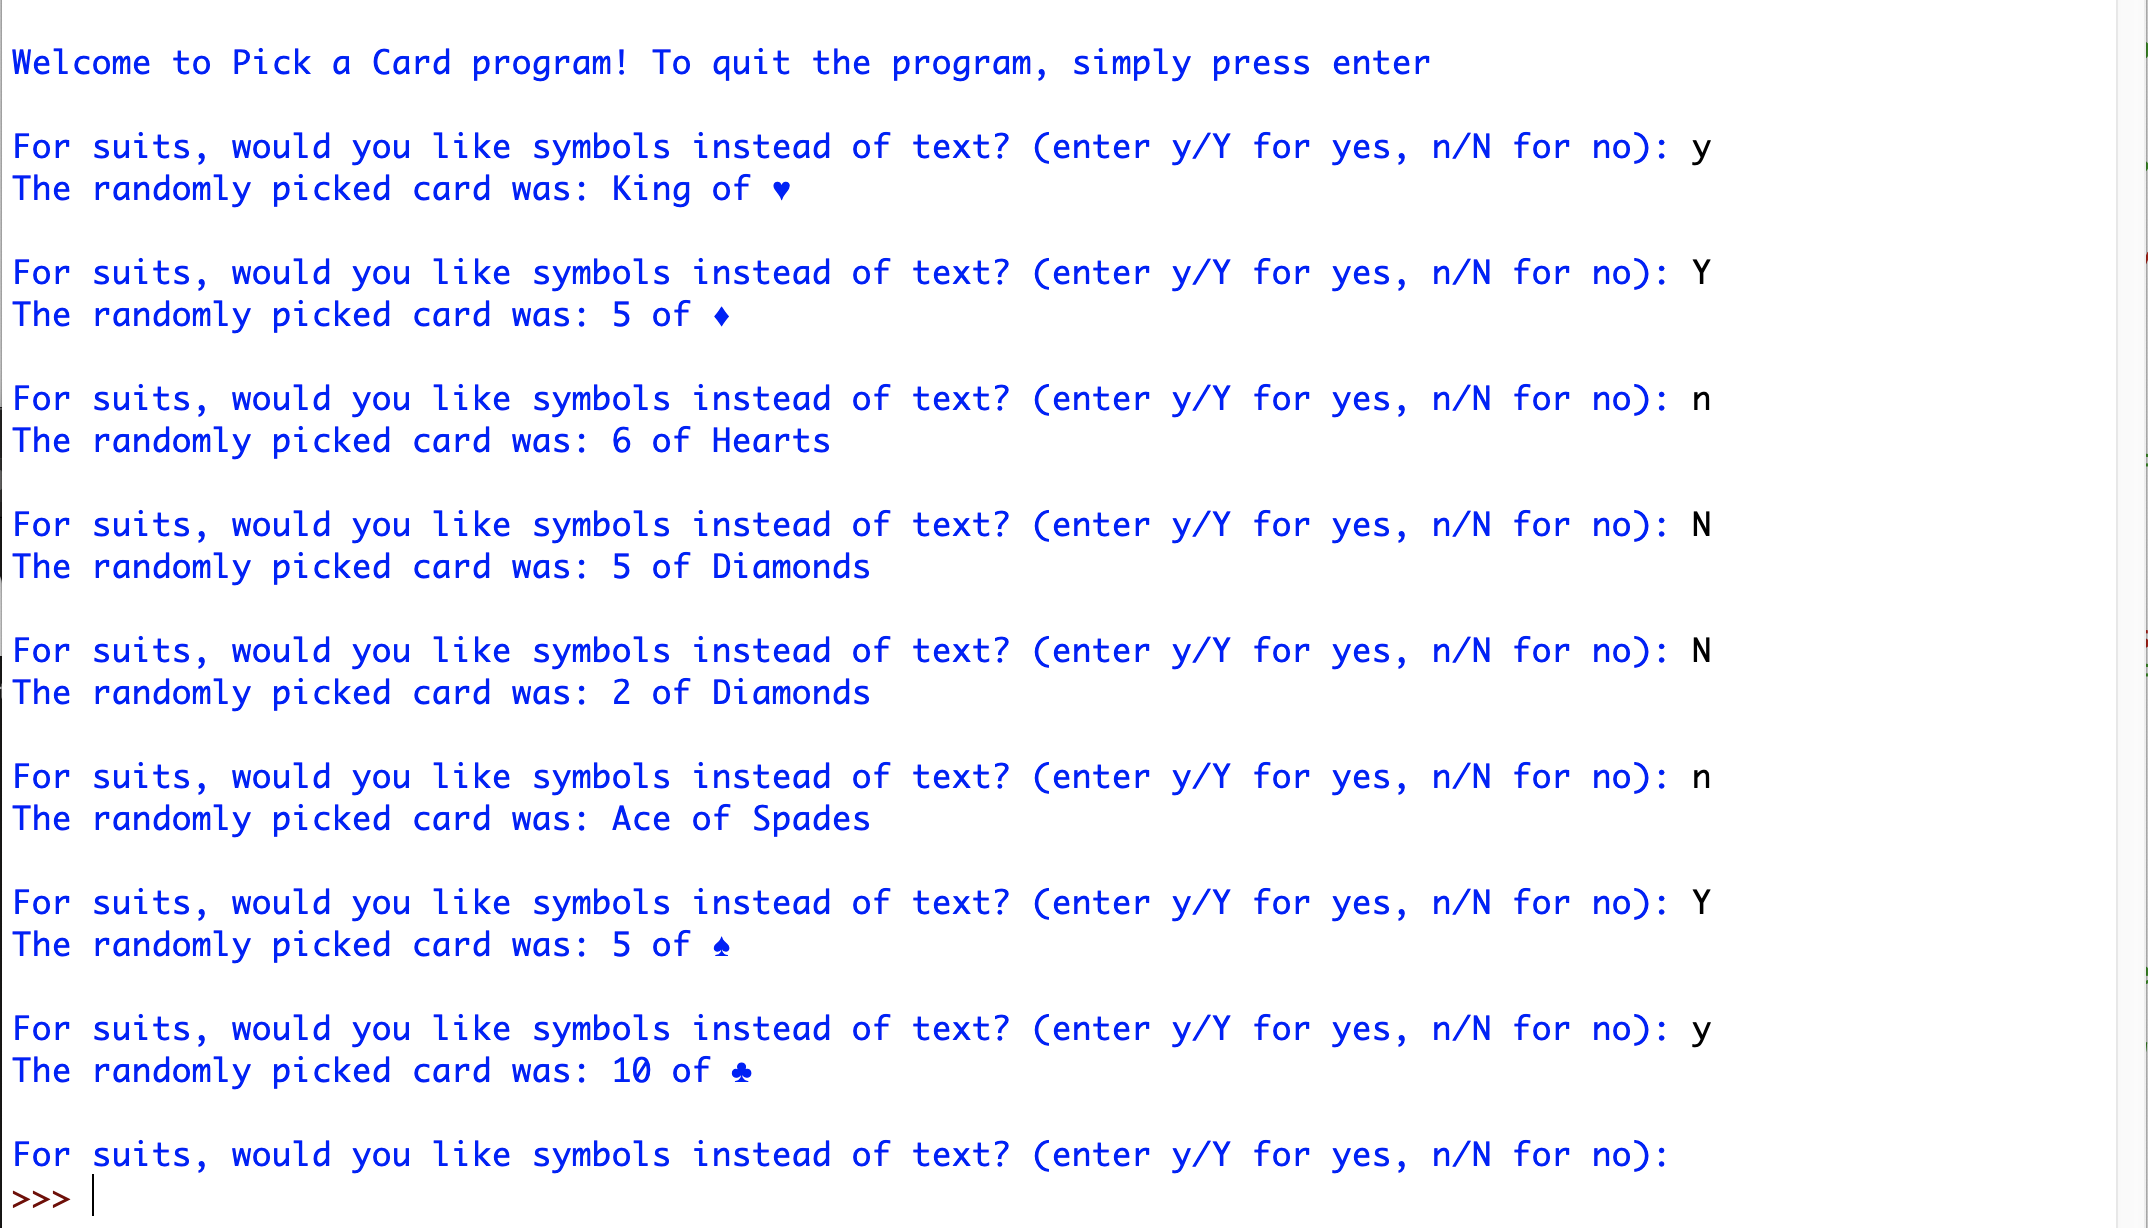 Welcome to Pick a Card program! To quit the program, simply press enter
For suits, would you like symbols instead of text? (enter y/Y for yes, n/N for no): y
The randomly picked card was: King of ♥
For suits, would you like symbols instead of text? (enter y/Y for yes, n/N for no): Y
The randomly picked card was: 5 of ♦
For suits, would you like symbols instead of text? (enter y/Y for yes, n/N for no): n
The randomly picked card was: 6 of Hearts
For suits, would you like symbols instead of text? (enter y/Y for yes, n/N for no): N
The randomly picked card was: 5 of Diamonds
For suits, would you like symbols instead of text? (enter y/Y for yes, n/N for no): N
The randomly picked card was: 2 of Diamonds
For suits, would you like symbols instead of text? (enter y/Y for yes, n/N for no): n
The randomly picked card was: Ace of Spades
For suits, would you like symbols instead of text? (enter y/Y for yes, n/N for no): Y
The randomly picked card was: 5 of ♠
For suits, would you like symbols instead of text? (enter y/Y for yes, n/N for no): y
The randomly picked card was: 10 of ♣
For suits, would you like symbols instead of text? (enter y/Y for yes, n/N for no):
>>>